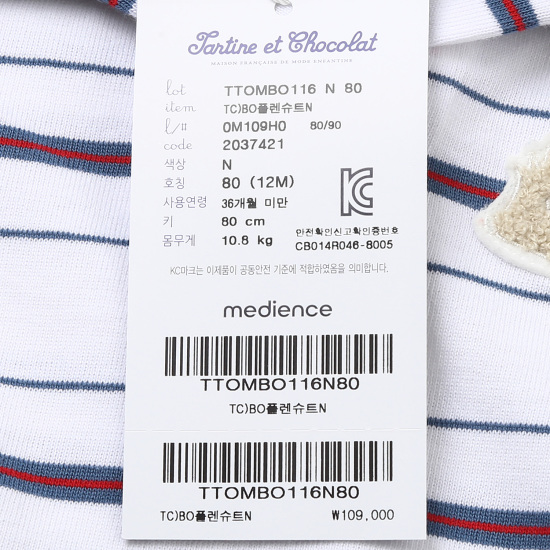 Tartine et Chocolat
MAISON FRANÇAISE DE MODE ENFANTINE
lot TTOMBO116 N 80
item TC)BO플렌슈트N
l/# 0M109H0 80/90
code 2037421
색상 N
호칭 80 (12M)
사용연령 36개월 미만
키 80 cm
몸무게 10.8 kg
안전확인신고확인증번호
CB014R046-8005
KC마크는 이제품이 공통안전 기준에 적합하였음을 의미합니다.
medience
TTOMBO116N80
TC)BO플렌슈트N
TTOMBO116N80
TC)BO플렌슈트N ₩109,000